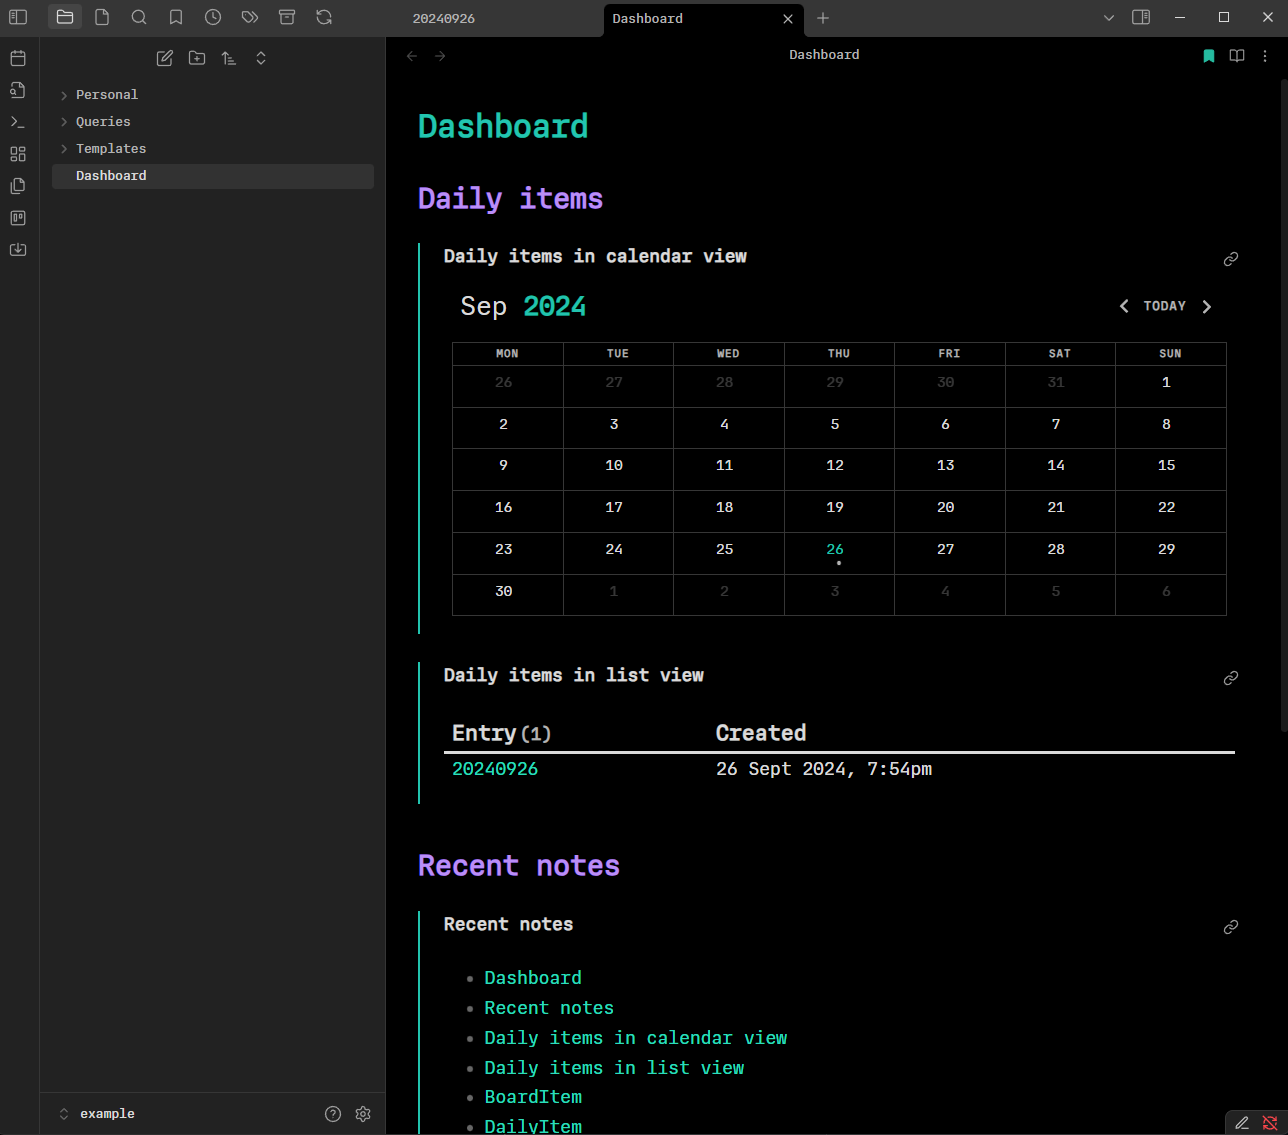 20240926
Dashboard
Dashboard
Personal
Queries
Templates
Dashboard
example
Dashboard
Daily items
Daily items in calendar view
Sep 2024
TODAY
MON TUE WED THU FRI SAT SUN
26 27 28 29 30 31 1
2 3 4 5 6 7 8
9 10 11 12 13 14 15
16 17 18 19 20 21 22
23 24 25 26 27 28 29
30 1 2 3 4 5 6
Daily items in list view
Entry (1) Created
20240926 26 Sept 2024, 7:54pm
Recent notes
Recent notes
Dashboard
Recent notes
Daily items in calendar view
Daily items in list view
BoardItem
DailyItem